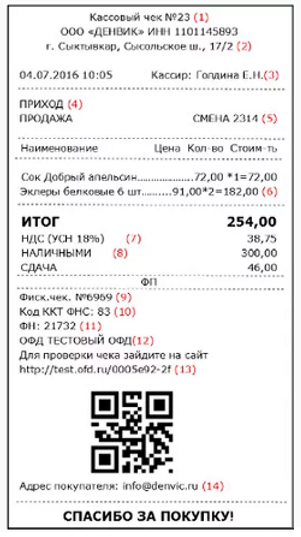 Кассовый чек №23 (1)
ООО «ДЕНВИК» ИНН 1101145893
г. Сыктывкар, Сысольское ш., 17/2 (2)
04.07.2016 10:05 Кассир: Голдина Е.Н.(3)
ПРИХОД (4)
ПРОДАЖА СМЕНА 2314 (5)
Наименование Цена Кол-во Стоим-ть
Сок Добрый апельсин......................72,00 *1=72,00
Эклеры белковые 6 шт..........91,00*2=182,00 (6)
ИТОГ 254,00
НДС (УСН 18%) (7) 38,75
НАЛИЧНЫМИ (8) 300,00
СДАЧА 46,00
ФП
Фиск.чек. №6969 (9)
Код ККТ ФНС: 83 (10)
ФН: 21732 (11)
ОФД ТЕСТОВЫЙ ОФД(12)
Для проверки чека зайдите на сайт
http://test.ofd.ru/0005e92-2f (13)
Адрес покупателя: info@denvic.ru (14)
СПАСИБО ЗА ПОКУПКУ!